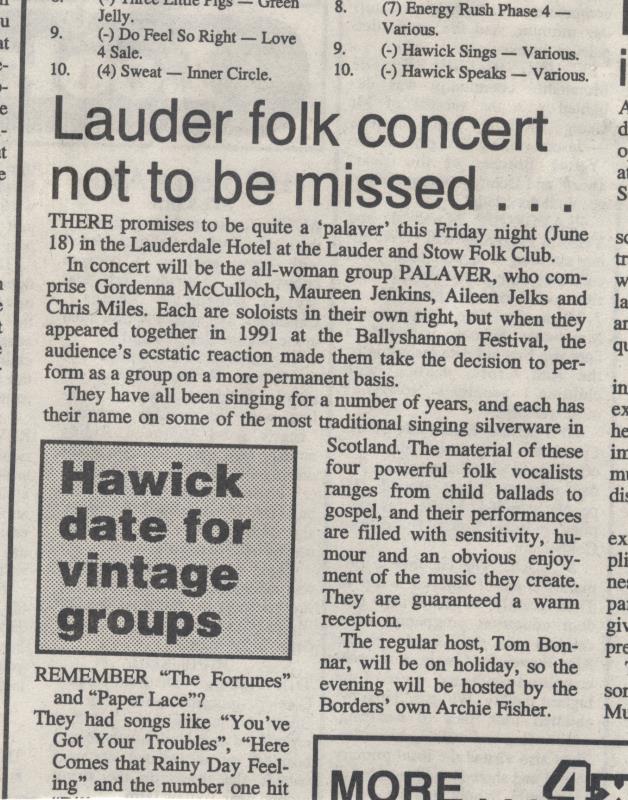 Jelly.
9. (-) Do Feel So Right — Love
4 Sale.
10. (4) Sweat — Inner Circle.
8. (7) Energy Rush Phase 4 —
Various.
9. (-) Hawick Sings — Various.
10. (-) Hawick Speaks — Various.
Lauder folk concert
not to be missed . . .
THERE promises to be quite a ‘palaver’ this Friday night (June
18) in the Lauderdale Hotel at the Lauder and Stow Folk Club.
In concert will be the all-woman group PALAVER, who com-
prise Gordenna McCulloch, Maureen Jenkins, Aileen Jelks and
Chris Miles. Each are soloists in their own right, but when they
appeared together in 1991 at the Ballyshannon Festival, the
audience’s ecstatic reaction made them take the decision to per-
form as a group on a more permanent basis.
They have all been singing for a number of years, and each has
their name on some of the most traditional singing silverware in
Scotland. The material of these
four powerful folk vocalists
ranges from child ballads to
gospel, and their performances
are filled with sensitivity, hu-
mour and an obvious enjoy-
ment of the music they create.
They are guaranteed a warm
reception.
The regular host, Tom Bon-
nar, will be on holiday, so the
evening will be hosted by the
Borders’ own Archie Fisher.
Hawick
date for
vintage
groups
REMEMBER “The Fortunes”
and “Paper Lace”?
They had songs like “You’ve
Got Your Troubles”, “Here
Comes that Rainy Day Feel-
ing” and the number one hit
MORE